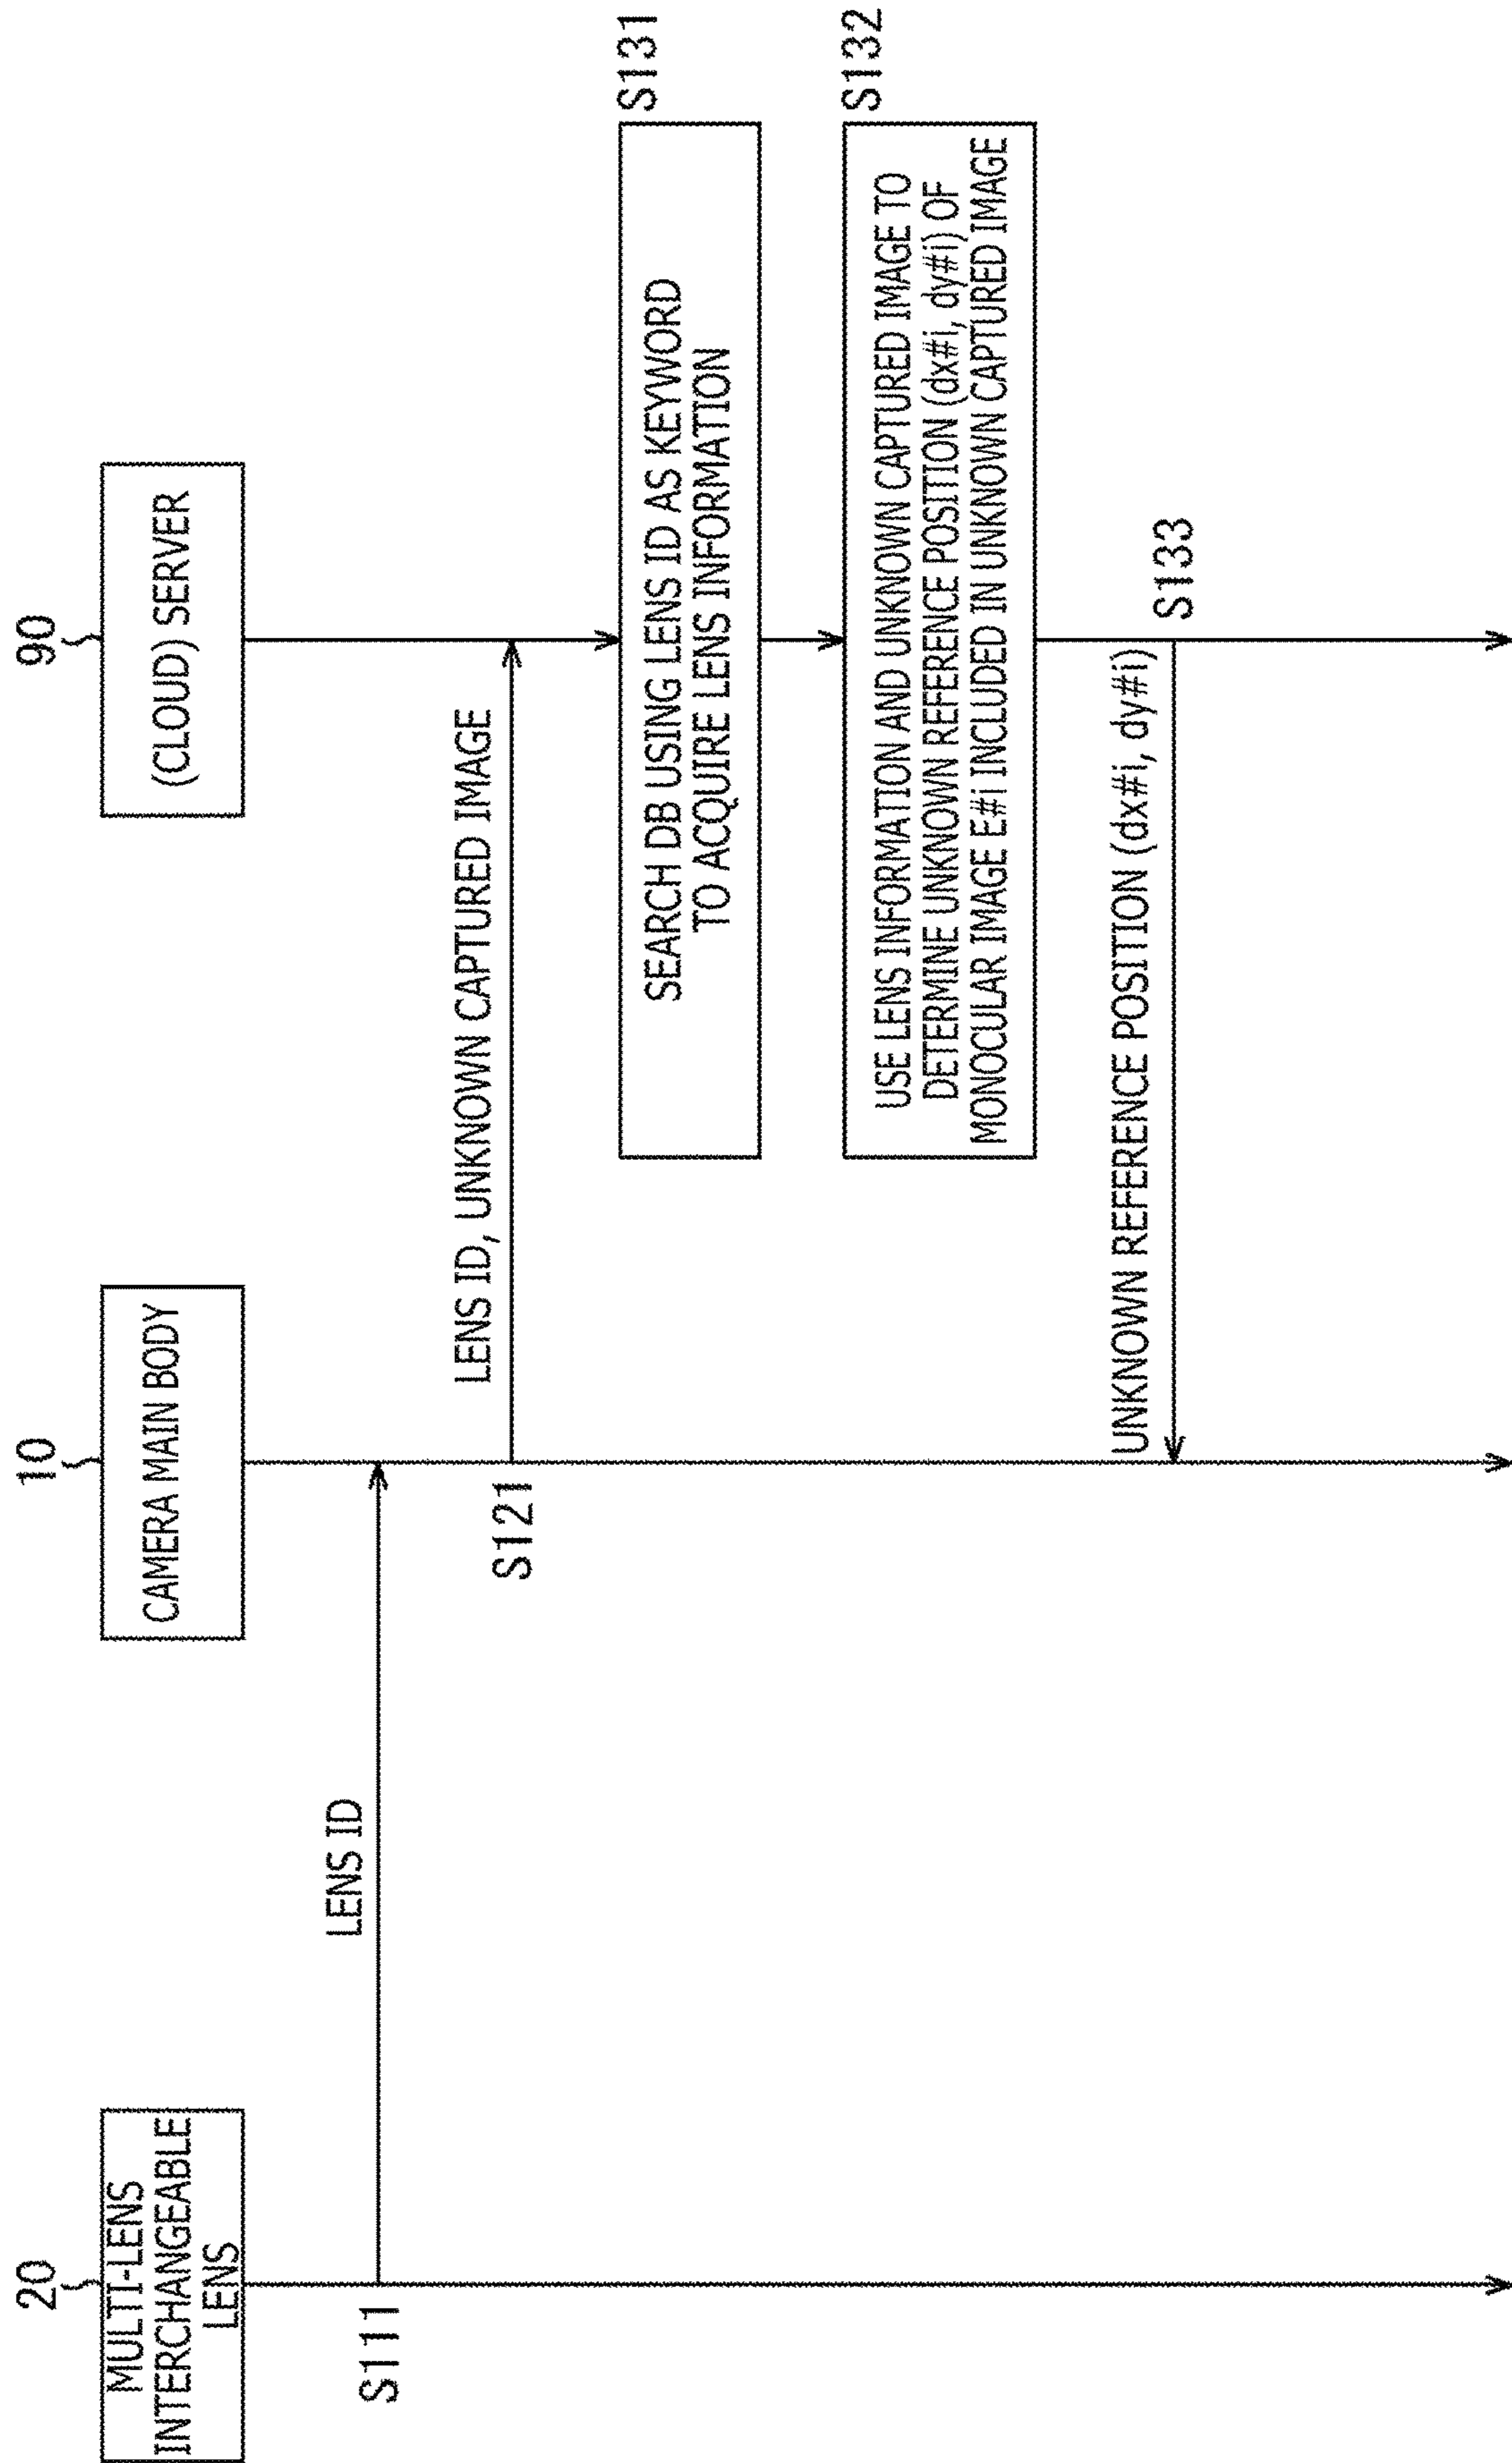 20
MULTI-LENS
INTERCHANGEABLE
LENS
10
CAMERA MAIN BODY
90
(CLOUD) SERVER
S111
LENS ID
S121
LENS ID, UNKNOWN CAPTURED IMAGE
S131
SEARCH DB USING LENS ID AS KEYWORD
TO ACQUIRE LENS INFORMATION
S132
USE LENS INFORMATION AND UNKNOWN CAPTURED IMAGE TO
DETERMINE UNKNOWN REFERENCE POSITION (dx#i, dy#i) OF
MONOCULAR IMAGE E#i INCLUDED IN UNKNOWN CAPTURED IMAGE
UNKNOWN REFERENCE POSITION (dx#i, dy#i)
S133